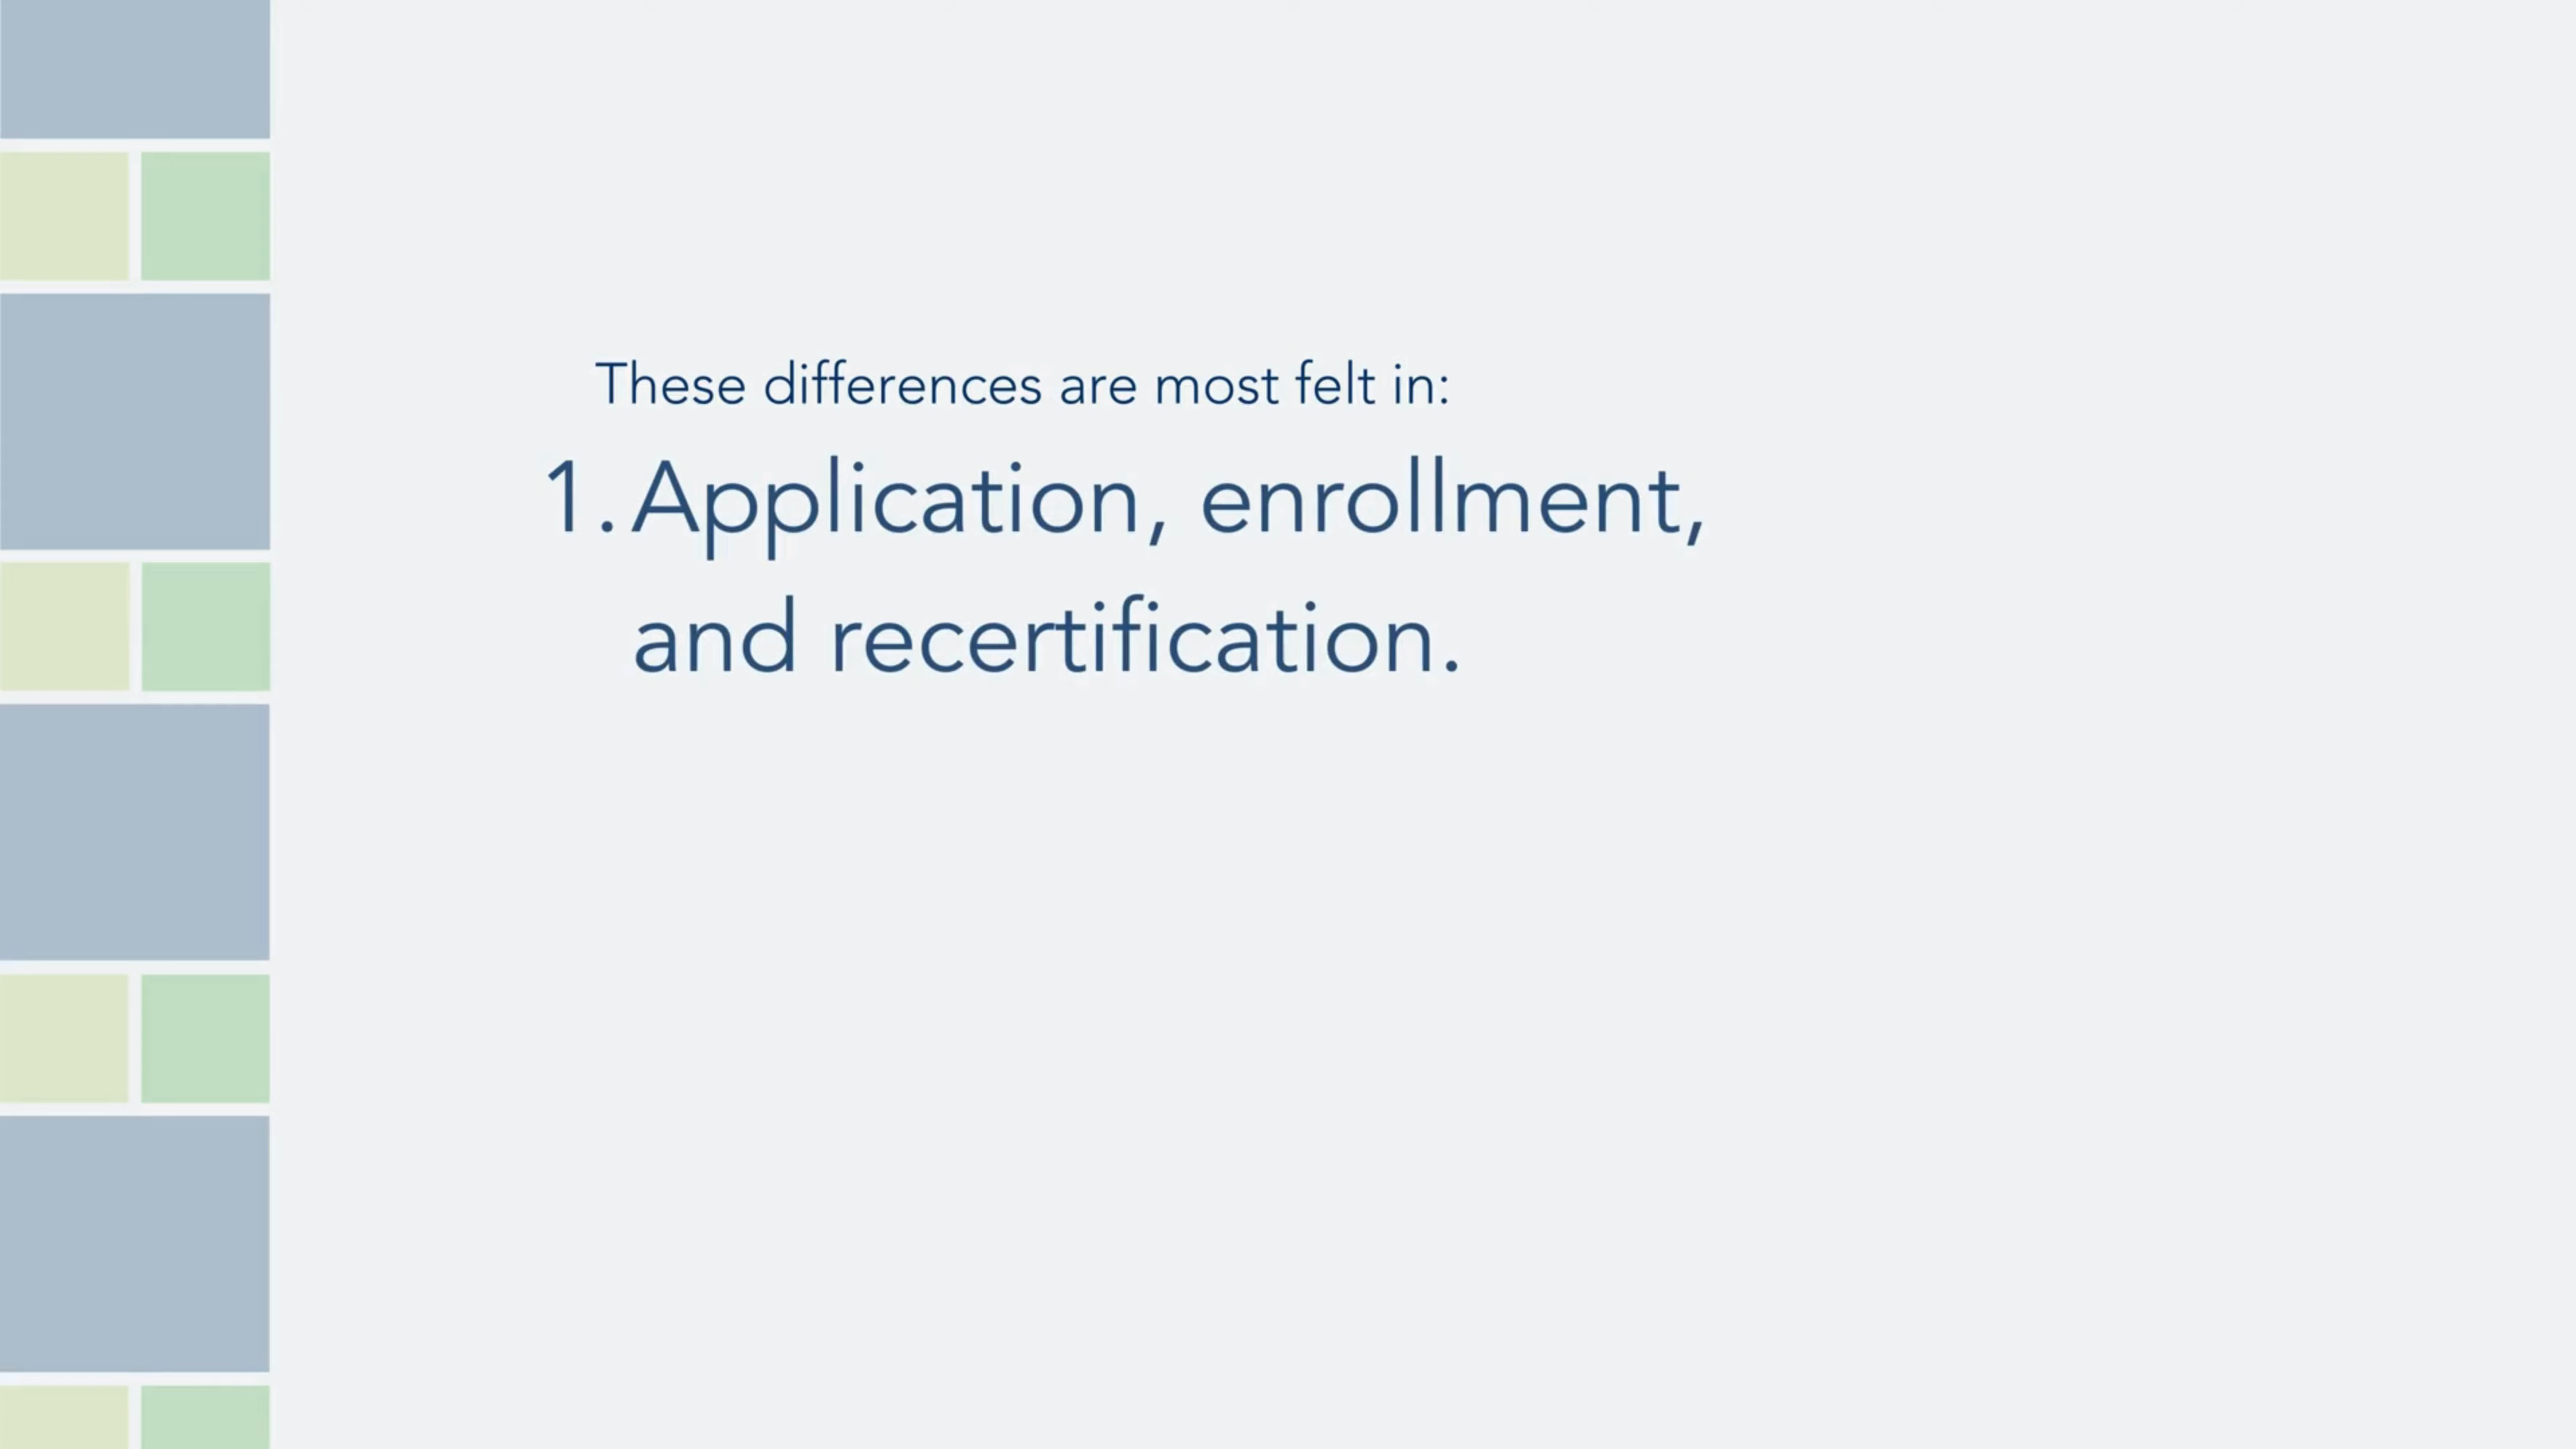 These differences are most felt in:
1. Application, enrollment,
and recertification.